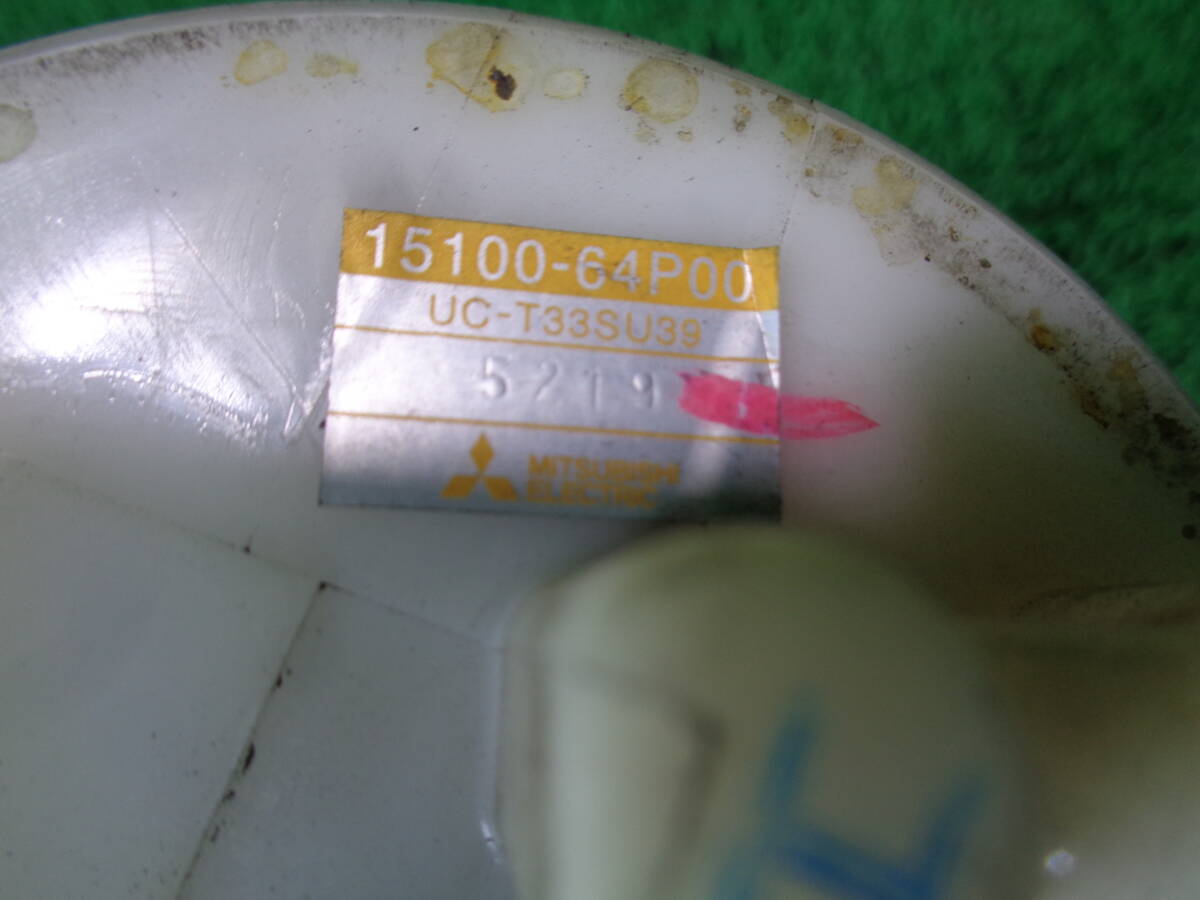 15100-64P00
UC-T33SU39
5219
MITSUBISHI
ELECTRIC